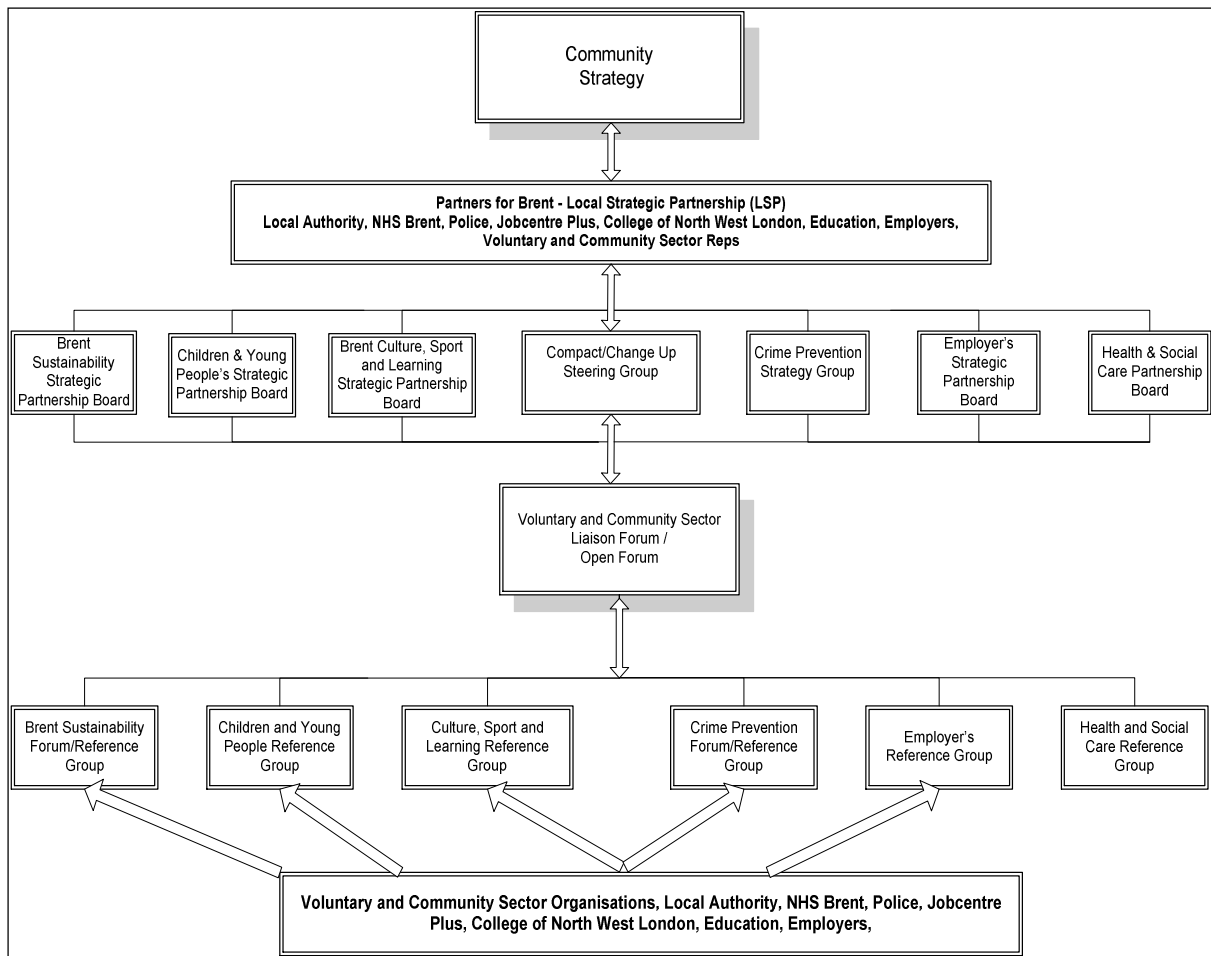 Community
Strategy
Partners for Brent - Local Strategic Partnership (LSP)
Local Authority, NHS Brent, Police, Jobcentre Plus, College of North West London, Education, Employers,
Voluntary and Community Sector Reps
Brent
Sustainability
Strategic
Partnership Board
Children & Young
People's Strategic
Partnership Board
Brent Culture, Sport
and Learning
Strategic Partnership
Board
Compact/Change Up
Steering Group
Crime Prevention
Strategy Group
Employer's
Strategic
Partnership
Board
Health & Social
Care Partnership
Board
Voluntary and Community Sector
Liaison Forum /
Open Forum
Brent Sustainability
Forum/Reference
Group
Children and Young
People Reference
Group
Culture, Sport and
Learning Reference
Group
Crime Prevention
Forum/Reference
Group
Employer's
Reference Group
Health and Social
Care Reference
Group
Voluntary and Community Sector Organisations, Local Authority, NHS Brent, Police, Jobcentre
Plus, College of North West London, Education, Employers,